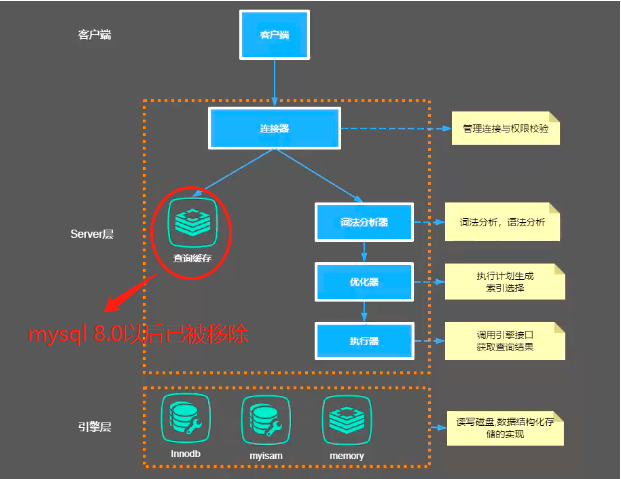 客户端
客户端
连接器
管理连接与权限校验
Server层
查询缓存
词法分析器
词法分析，语法分析
优化器
执行计划生成
索引选择
mysql 8.0以后已被移除
执行器
调用引擎接口
获取查询结果
引擎层
Innodb
myisam
memory
读写磁盘,数据结构化存
储的实现